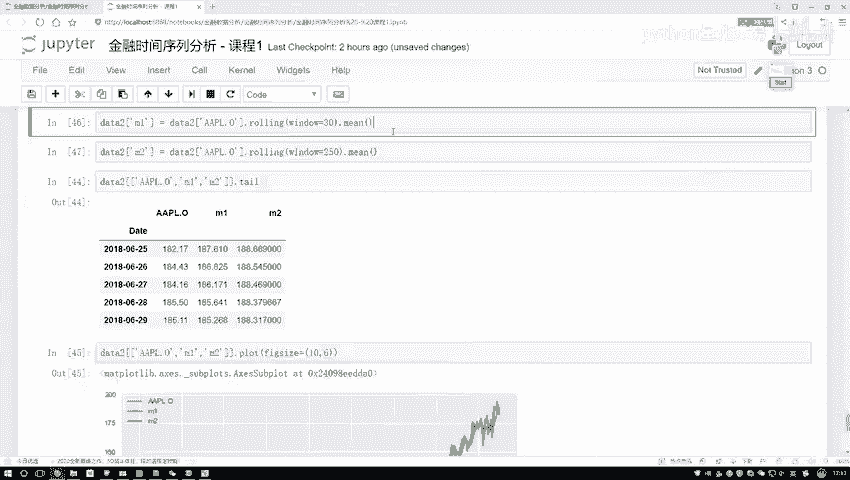 jupyter 金融时间序列分析 - 课程1 Last Checkpoint: 2 hours ago (unsaved changes)
Logout
File Edit View Insert Cell Kernel Widgets Help
Not Trusted
Start
Code
In [46]: data2['m1'] = data2['AAPL.O'].rolling(window=30).mean()
In [47]: data2['m2'] = data2['AAPL.O'].rolling(window=250).mean()
In [44]: data2[['AAPL.O','m1','m2']].tail
Out[44]:
AAPL.O m1 m2
Date
2018-06-25 182.17 187.610 188.669000
2018-06-26 184.43 186.825 188.545000
2018-06-27 184.16 186.171 188.469000
2018-06-28 185.50 185.641 188.379667
2018-06-29 185.11 185.268 188.317000
In [45]: data2[['AAPL.O','m1','m2']].plot(figsize=(10,6))
Out[45]: <matplotlib.axes._subplots.AxesSubplot at 0x24098eedda0>
200
AAPL.O
175
m1
m2
150